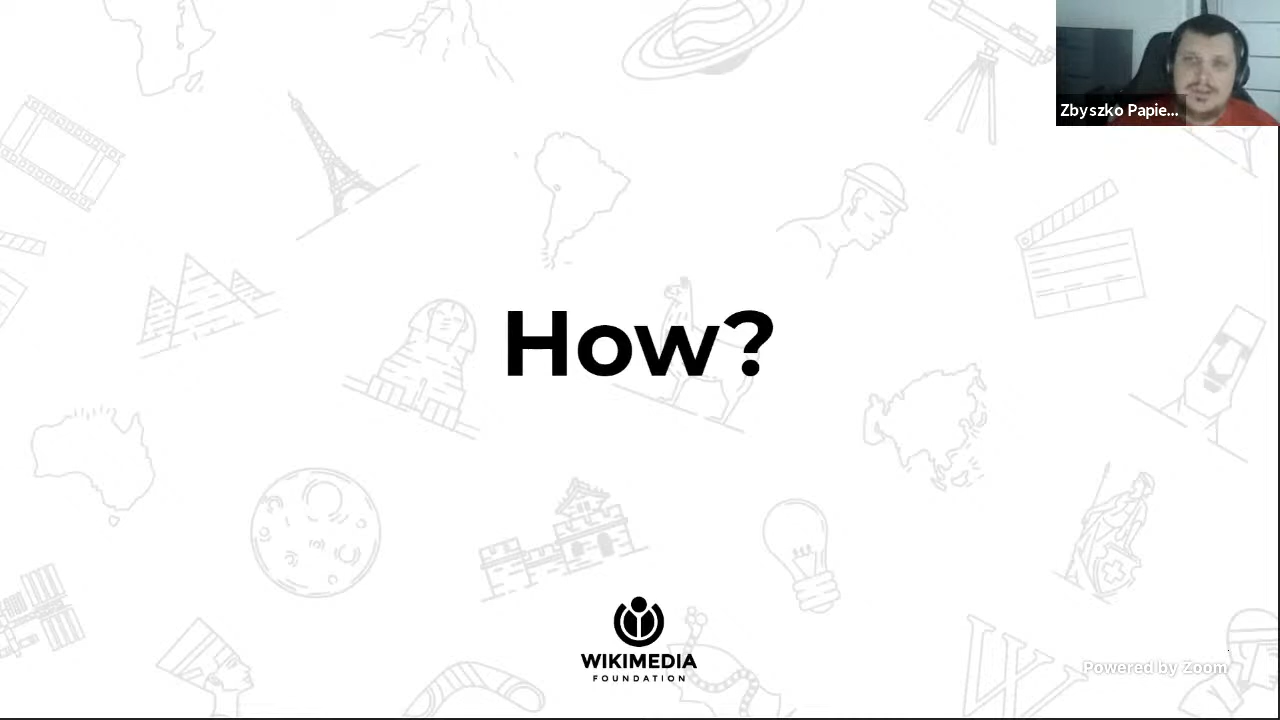 Zbyszko Papie...
How?
WIKIMEDIA
FOUNDATION
Powered by Zoom